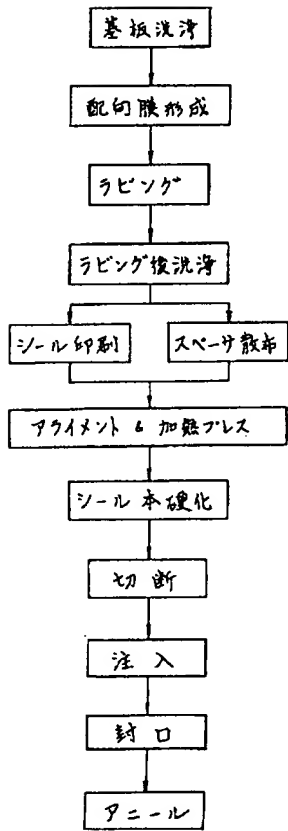 基板洗浄
配向膜形成
ラビング
ラビング後洗浄
シール印刷
スペーサ散布
アライメント & 加熱プレス
シール本硬化
切断
注入
封口
アニール